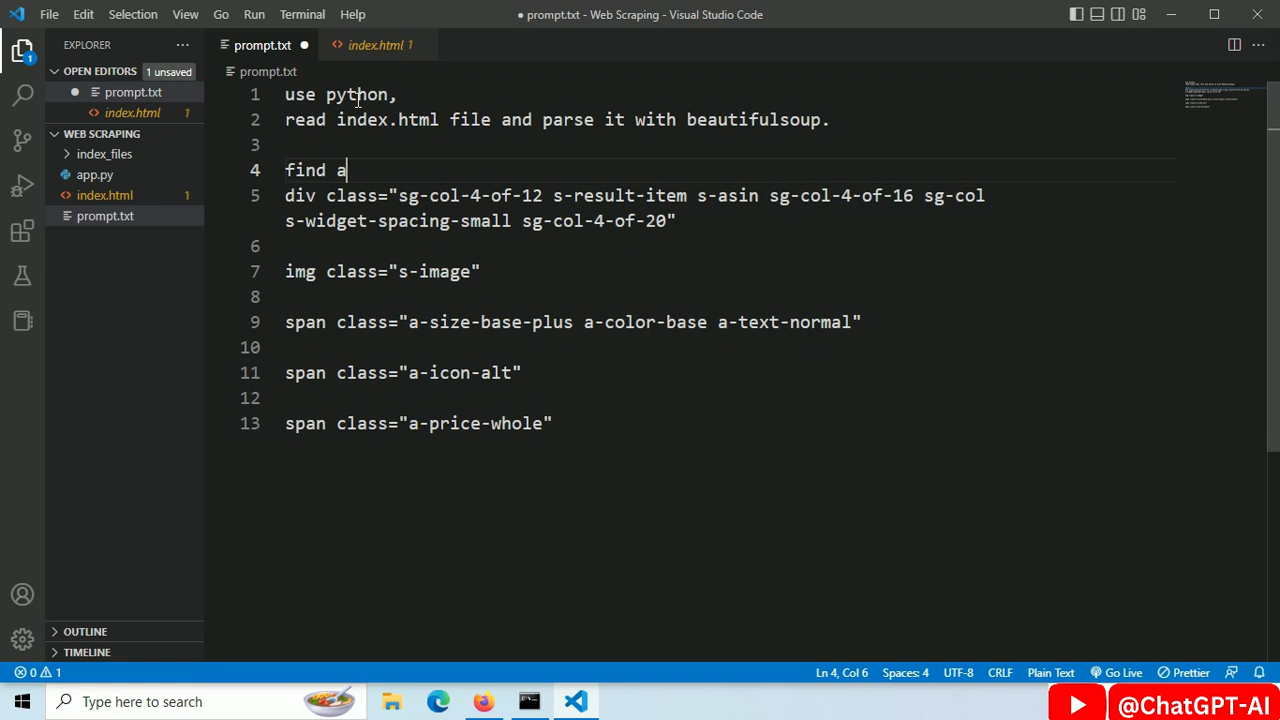 File Edit Selection View Go Run Terminal Help
● prompt.txt - Web Scraping - Visual Studio Code
EXPLORER
OPEN EDITORS 1 unsaved
prompt.txt
index.html 1
WEB SCRAPING
index_files
app.py
index.html 1
prompt.txt
OUTLINE
TIMELINE
prompt.txt
index.html 1
prompt.txt
1 use python,
2 read index.html file and parse it with beautifulsoup.
3
4 find a
5 div class="sg-col-4-of-12 s-result-item s-asin sg-col-4-of-16 sg-col
s-widget-spacing-small sg-col-4-of-20"
6
7 img class="s-image"
8
9 span class="a-size-base-plus a-color-base a-text-normal"
10
11 span class="a-icon-alt"
12
13 span class="a-price-whole"
1
0 1
Ln 4, Col 6 Spaces: 4 UTF-8 CRLF Plain Text Go Live Prettier
Type here to search
@ChatGPT-AI